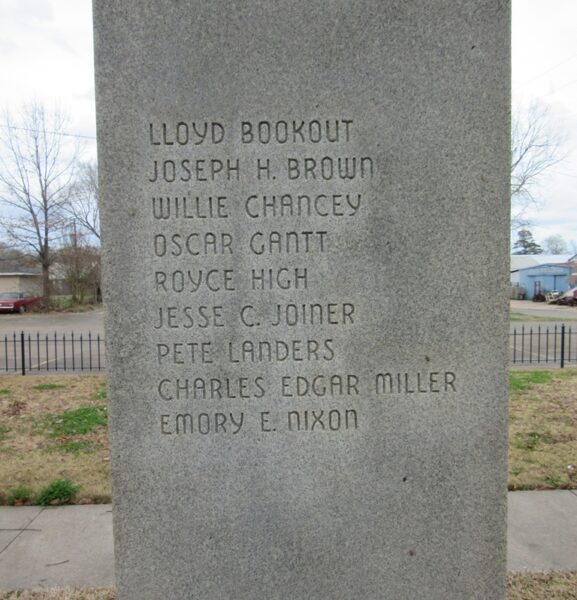 LLOYD BOOKOUT
JOSEPH H. BROWN
WILLIE CHANCEY
OSCAR GANTT
ROYCE HIGH
JESSE C. JOINER
PETE LANDERS
CHARLES EDGAR MILLER
EMORY E. NIXON